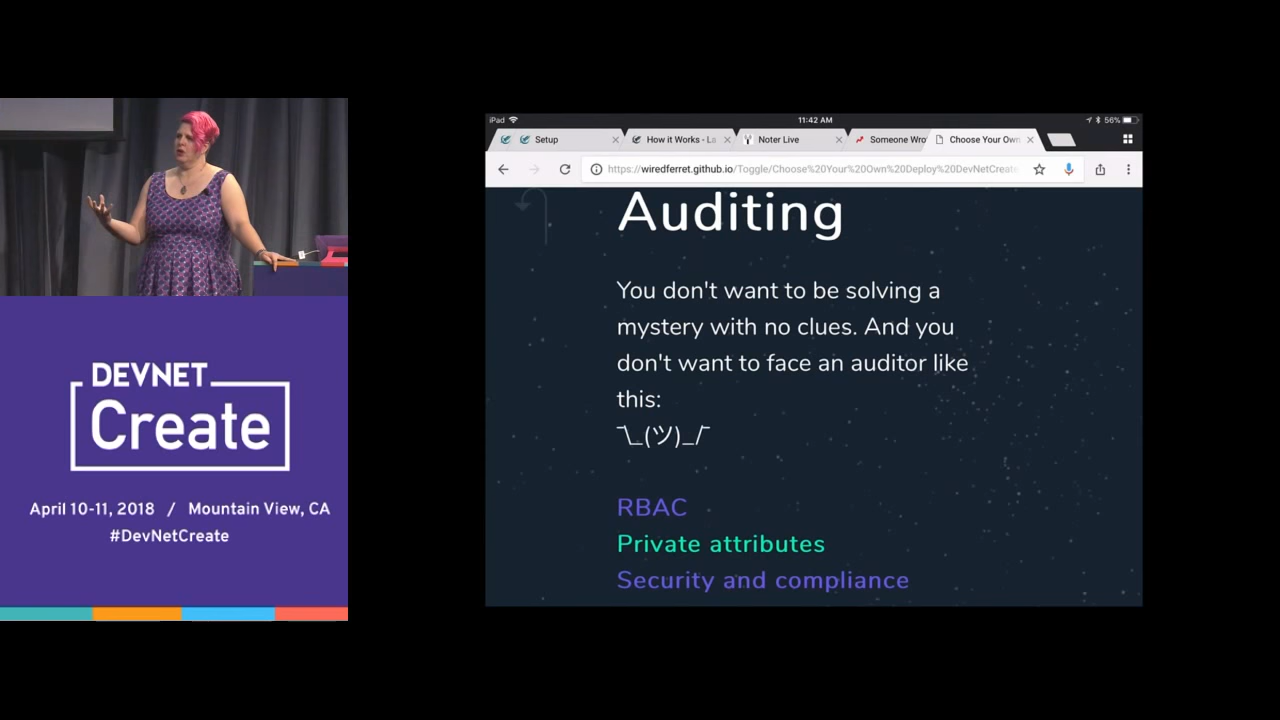 iPad
11:42 AM
56%
Setup
How it Works - La
Noter Live
Someone Wro
Choose Your Own
https://wiredferret.github.io/Toggle/Choose%20Your%20Own%20Deploy%20DevNetCreate
Auditing
You don't want to be solving a
mystery with no clues. And you
don't want to face an auditor like
this:
¯\_(ツ)_/¯
RBAC
Private attributes
Security and compliance
DEVNET
Create
April 10-11, 2018 / Mountain View, CA
#DevNetCreate